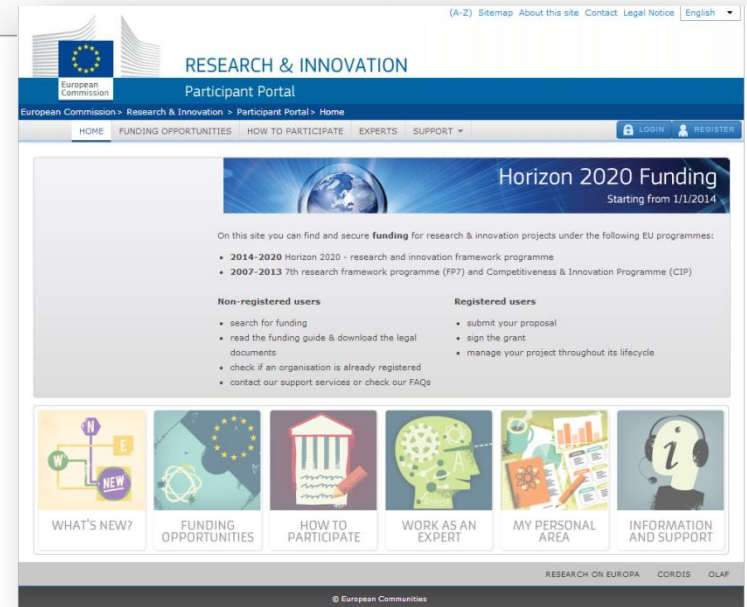 (A-Z) Sitemap About this site Contact Legal Notice English
European
Commission
RESEARCH & INNOVATION
Participant Portal
European Commission > Research & Innovation > Participant Portal > Home
HOME FUNDING OPPORTUNITIES HOW TO PARTICIPATE EXPERTS SUPPORT LOGIN REGISTER
Horizon 2020 Funding
Starting from 1/1/2014
On this site you can find and secure funding for research & innovation projects under the following EU programmes:
• 2014-2020 Horizon 2020 - research and innovation framework programme
• 2007-2013 7th research framework programme (FP7) and Competitiveness & Innovation Programme (CIP)
Non-registered users
• search for funding
• read the funding guide & download the legal
documents
• check if an organisation is already registered
• contact our support services or check our FAQs
Registered users
• submit your proposal
• sign the grant
• manage your project throughout its lifecycle
N
E
W
NEW
A
i
WHAT'S NEW?
FUNDING
OPPORTUNITIES
HOW TO
PARTICIPATE
WORK AS AN
EXPERT
MY PERSONAL
AREA
INFORMATION
AND SUPPORT
RESEARCH ON EUROPA CORDIS OLAF
© European Communities